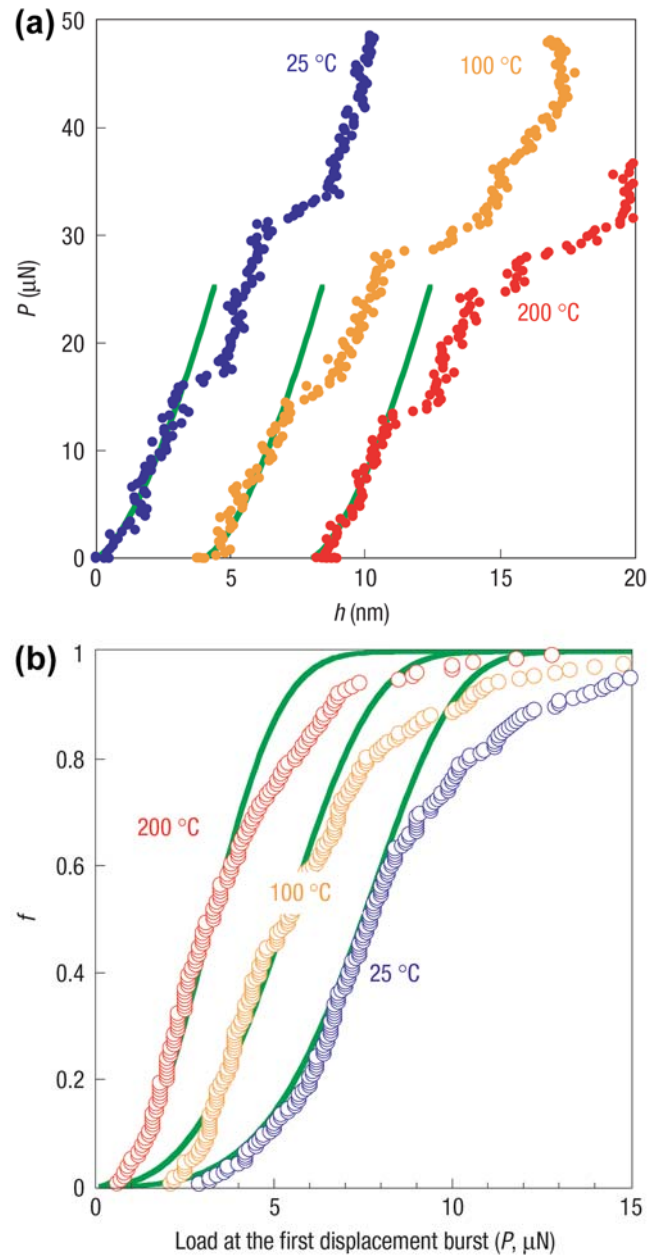 (a)
50
40
30
20
10
0
P (μN)
25 °C
100 °C
200 °C
0 5 10 15 20
h (nm)
(b)
1
0.8
0.6
0.4
0.2
0
f
200 °C
100 °C
25 °C
0 5 10 15
Load at the first displacement burst (P, μN)